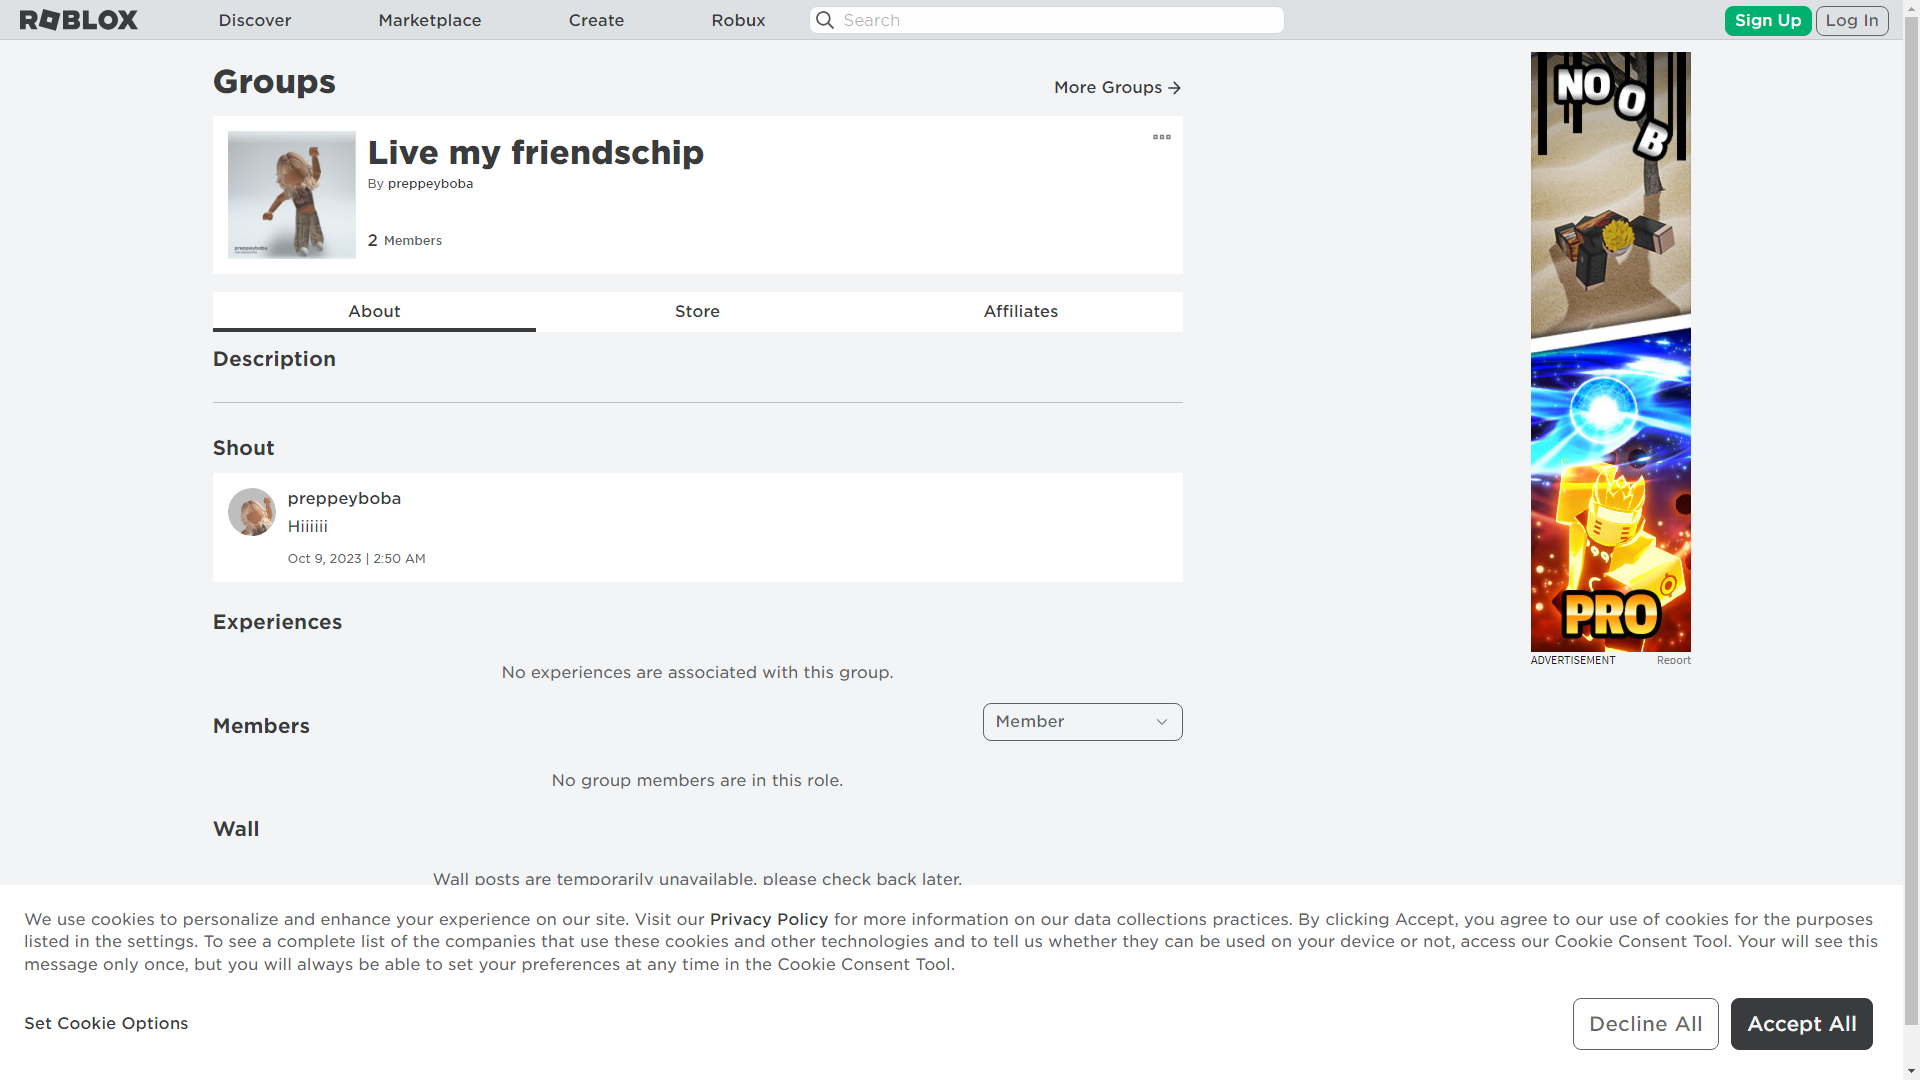 ROBLOX
Discover
Marketplace
Create
Robux
Search
Sign Up
Log In
Groups
More Groups
Live my friendschip
By preppeyboba
2 Members
preppeyboba
About
Store
Affiliates
Description
Shout
preppeyboba
Hiiiiii
Oct 9, 2023 | 2:50 AM
Experiences
No experiences are associated with this group.
Members
Member
No group members are in this role.
Wall
Wall posts are temporarily unavailable, please check back later.
NOOB
PRO
ADVERTISEMENT
Report
We use cookies to personalize and enhance your experience on our site. Visit our Privacy Policy for more information on our data collections practices. By clicking Accept, you agree to our use of cookies for the purposes
listed in the settings. To see a complete list of the companies that use these cookies and other technologies and to tell us whether they can be used on your device or not, access our Cookie Consent Tool. Your will see this
message only once, but you will always be able to set your preferences at any time in the Cookie Consent Tool.
Set Cookie Options
Decline All
Accept All